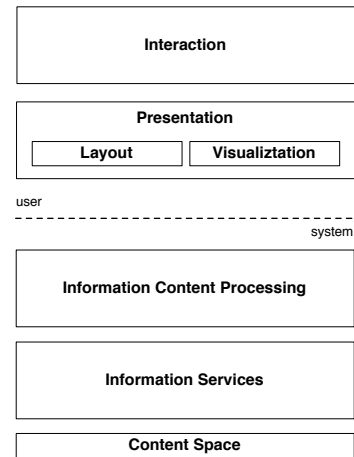 Interaction
Presentation
Layout
Visualiztation
user
system
Information Content Processing
Information Services
Content Space